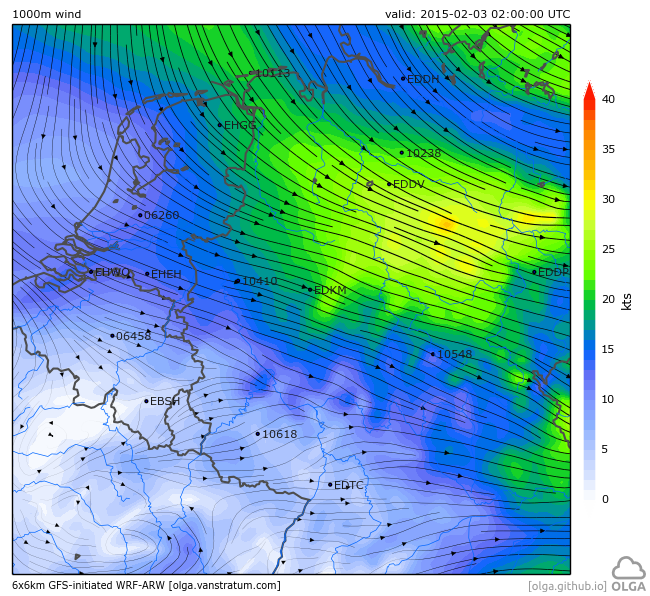 1000m wind
valid: 2015-02-03 02:00:00 UTC
10113
EDDH
EHGG
10238
EDDV
06260
EHWO
EHEH
10410
EDKM
EDDP
06458
10548
EBSH
10618
EDTC
40
35
30
25
20
15
10
5
0
kts
6x6km GFS-initiated WRF-ARW [olga.vanstratum.com]
[olga.github.io]
OLGA